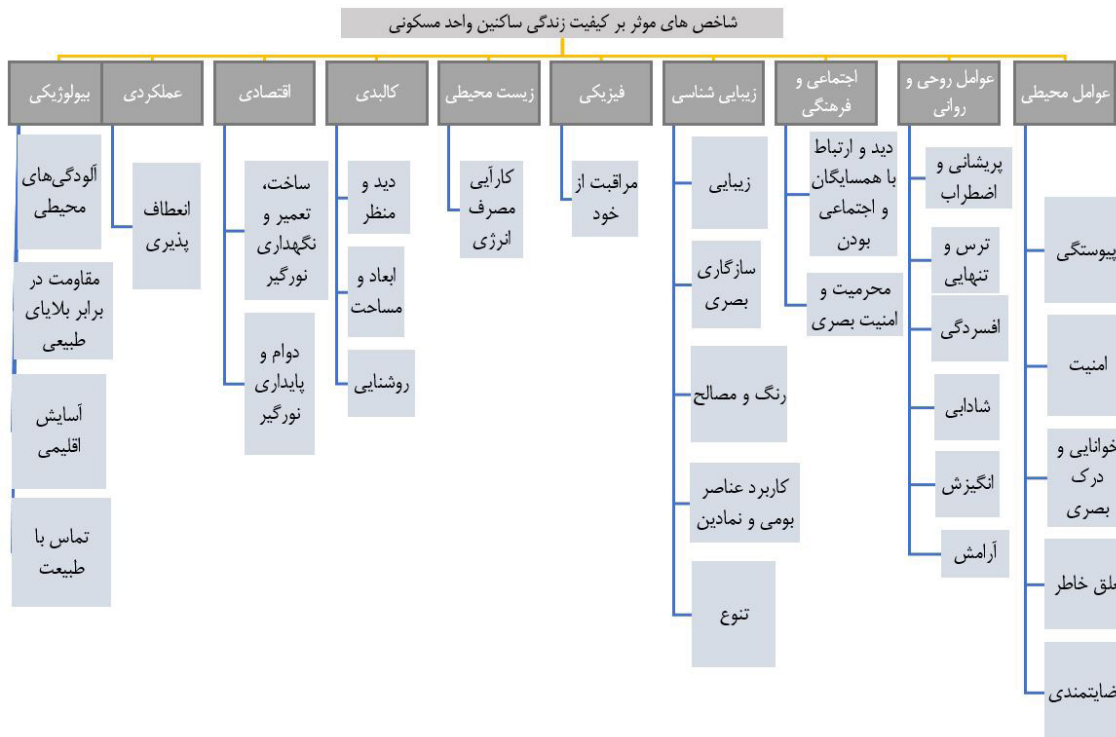 شاخص های موثر بر کیفیت زندگی ساکنین واحد مسکونی
عوامل محیطی
پیوستگی
امنیت
خوانایی و
درک
بصری
علق خاطر
ضایتمندی
عوامل روحی و
روانی
پریشانی و
اضطراب
ترس و
تنهایی
افسردگی
شادابی
انگیزش
آرامش
اجتماعی و
فرهنگی
دید و ارتباط
با همسایگان
و اجتماعی
بودن
محرمیت و
امنیت بصری
زیبایی شناسی
زیبایی
سازگاری
بصری
رنگ و مصالح
کاربرد عناصر
بومی و نمادین
تنوع
فیزیکی
مراقبت از
خود
زیست محیطی
کارآیی
مصرف
انرژی
کالبدی
دید و
منظر
ابعاد و
مساحت
روشنایی
اقتصادی
ساخت،
تعمیر و
نگهداری
نورگیر
دوام و
پایداری
نورگیر
عملکردی
انعطاف
پذیری
بیولوژیکی
آلودگی‌های
محیطی
مقاومت در
برابر بلایای
طبیعی
آسایش
اقلیمی
تماس با
طبیعت